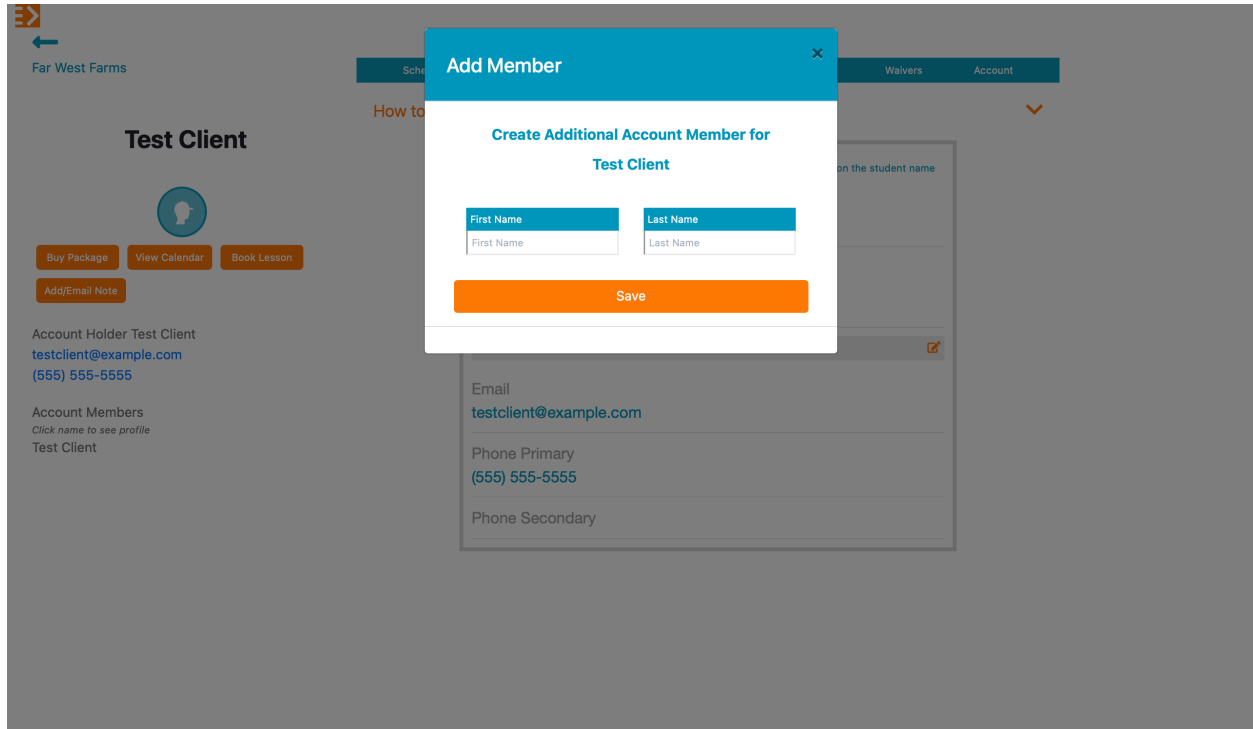 Far West Farms
Test Client
Buy Package
View Calendar
Book Lesson
Add/Email Note
Account Holder Test Client
testclient@example.com
(555) 555-5555
Account Members
Click name to see profile
Test Client
Waivers
Account
How to
Add Member
×
Create Additional Account Member for
Test Client
First Name
Last Name
First Name
Last Name
Save
on the student name
Email
testclient@example.com
Phone Primary
(555) 555-5555
Phone Secondary